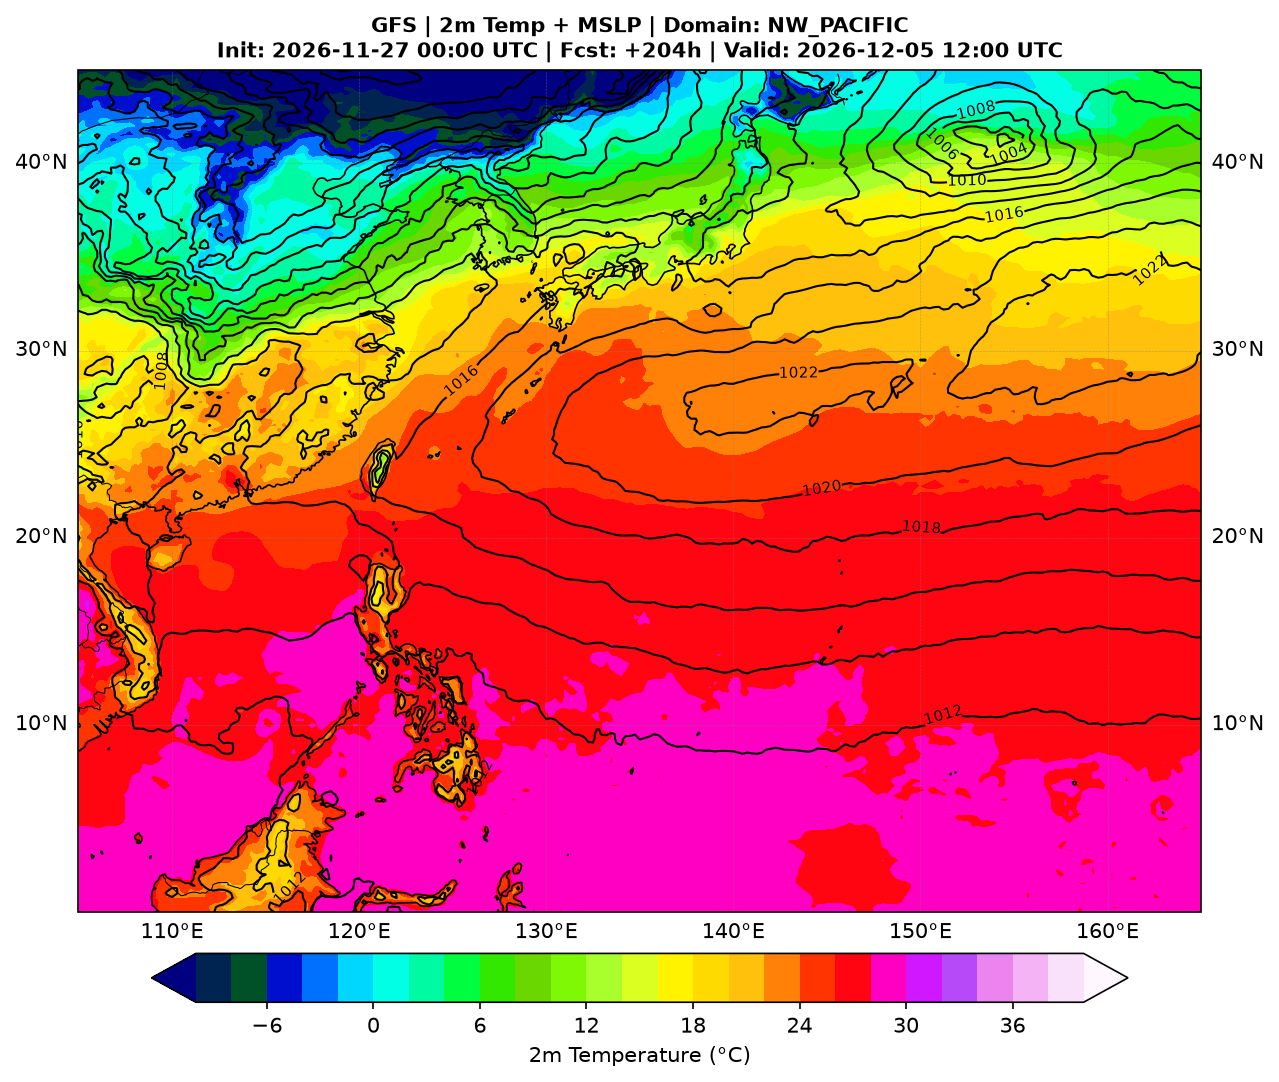 GFS | 2m Temp + MSLP | Domain: NW_PACIFIC
Init: 2026-11-27 00:00 UTC | Fcst: +204h | Valid: 2026-12-05 12:00 UTC
1008
1006
1004
40°N
40°N
1010
1016
1022
30°N
30°N
1008
1016
1022
1020
1018
20°N
20°N
1012
10°N
10°N
1012
1012
110°E
120°E
130°E
140°E
150°E
160°E
−6
0
6
12
18
24
30
36
2m Temperature (°C)